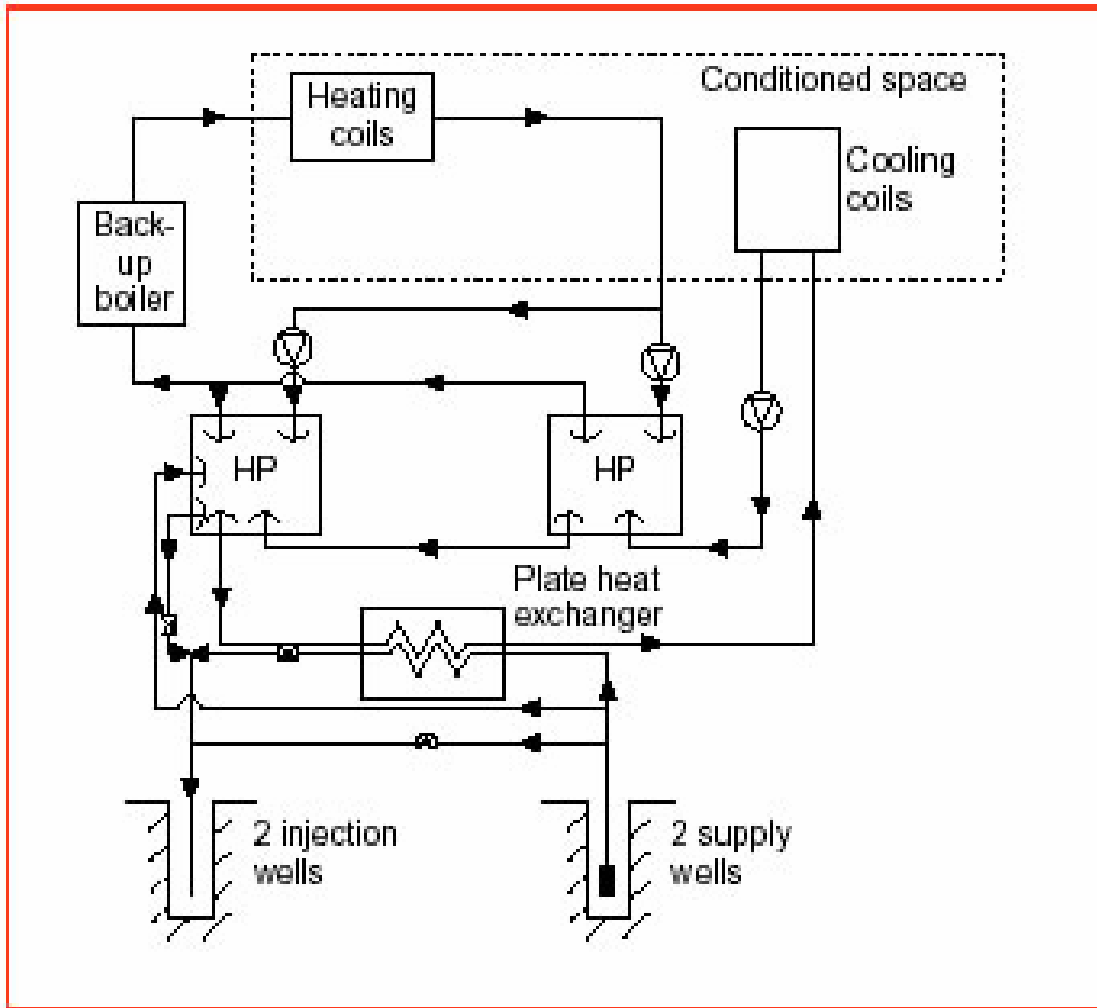 Conditioned space
Heating
coils
Cooling
coils
Back-
up
boiler
HP
HP
Plate heat
exchanger
2 injection
wells
2 supply
wells